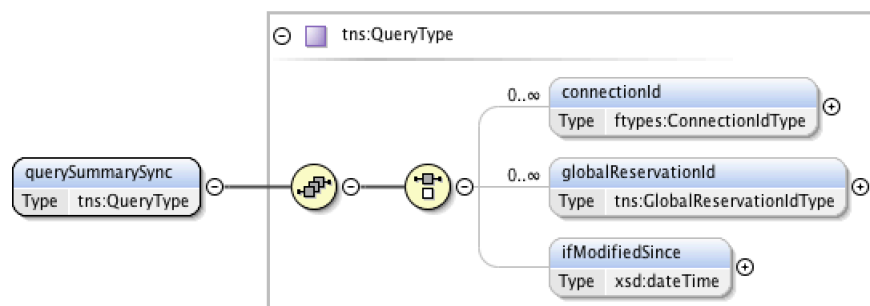 tns:QueryType
0..∞
connectionId
Type ftypes:ConnectionIdType
querySummarySync
Type tns:QueryType
0..∞
globalReservationId
Type tns:GlobalReservationIdType
ifModifiedSince
Type xsd:dateTime